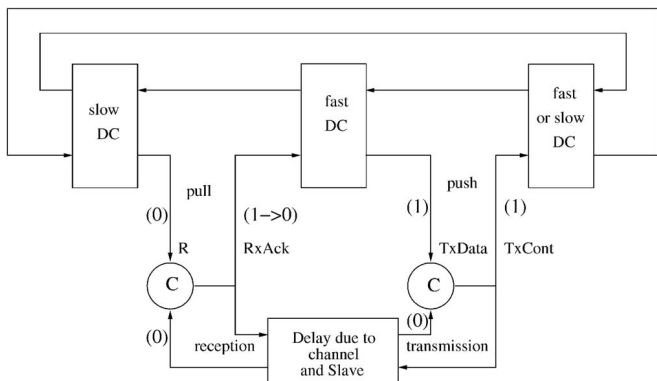 slow
DC
fast
DC
fast
or slow
DC
pull
push
(0)
(1->0)
(1)
(1)
R
RxAck
TxData
TxCont
C
C
(0)
(0)
reception
Delay due to
channel
and Slave
transmission